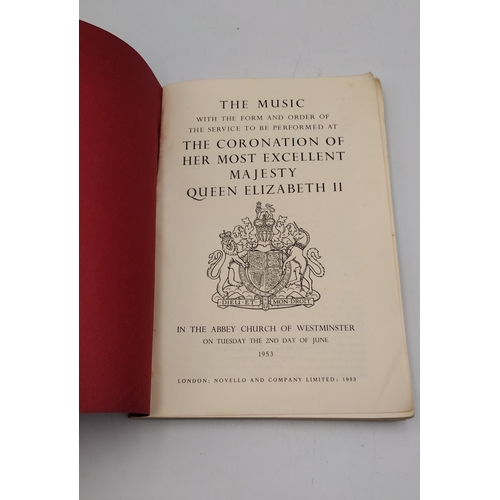 THE MUSIC
WITH THE FORM AND ORDER OF
THE SERVICE TO BE PERFORMED AT
THE CORONATION OF
HER MOST EXCELLENT
MAJESTY
QUEEN ELIZABETH II
DIEU · ET MON · DROIT
IN THE ABBEY CHURCH OF WESTMINSTER
ON TUESDAY THE 2ND DAY OF JUNE
1953
LONDON: NOVELLO AND COMPANY LIMITED: 1953